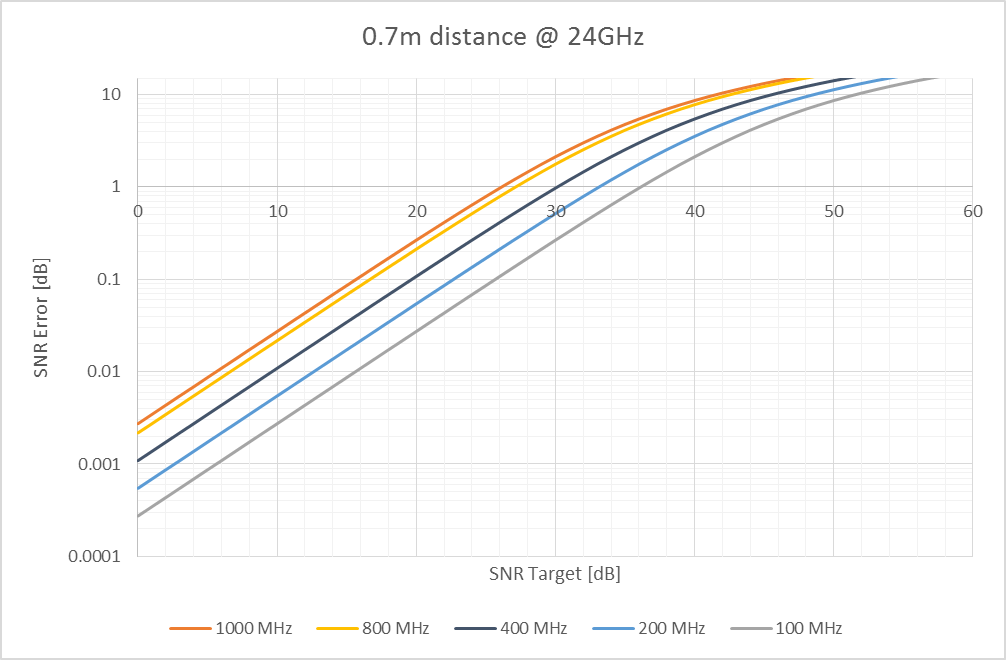 0.7m distance @ 24GHz
10
1
0 10 20 30 40 50 60
0.1
0.01
0.001
0.0001
SNR Error [dB]
SNR Target [dB]
1000 MHz 800 MHz 400 MHz 200 MHz 100 MHz